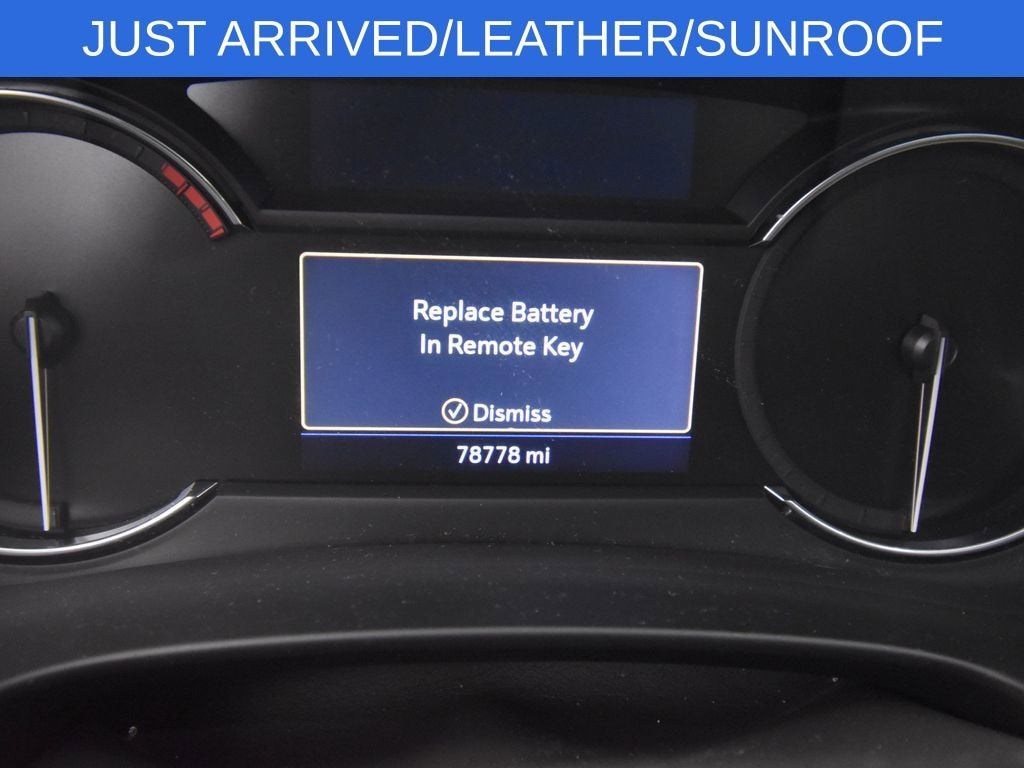 JUST ARRIVED/LEATHER/SUNROOF
Replace Battery
In Remote Key
Dismiss
78778 mi